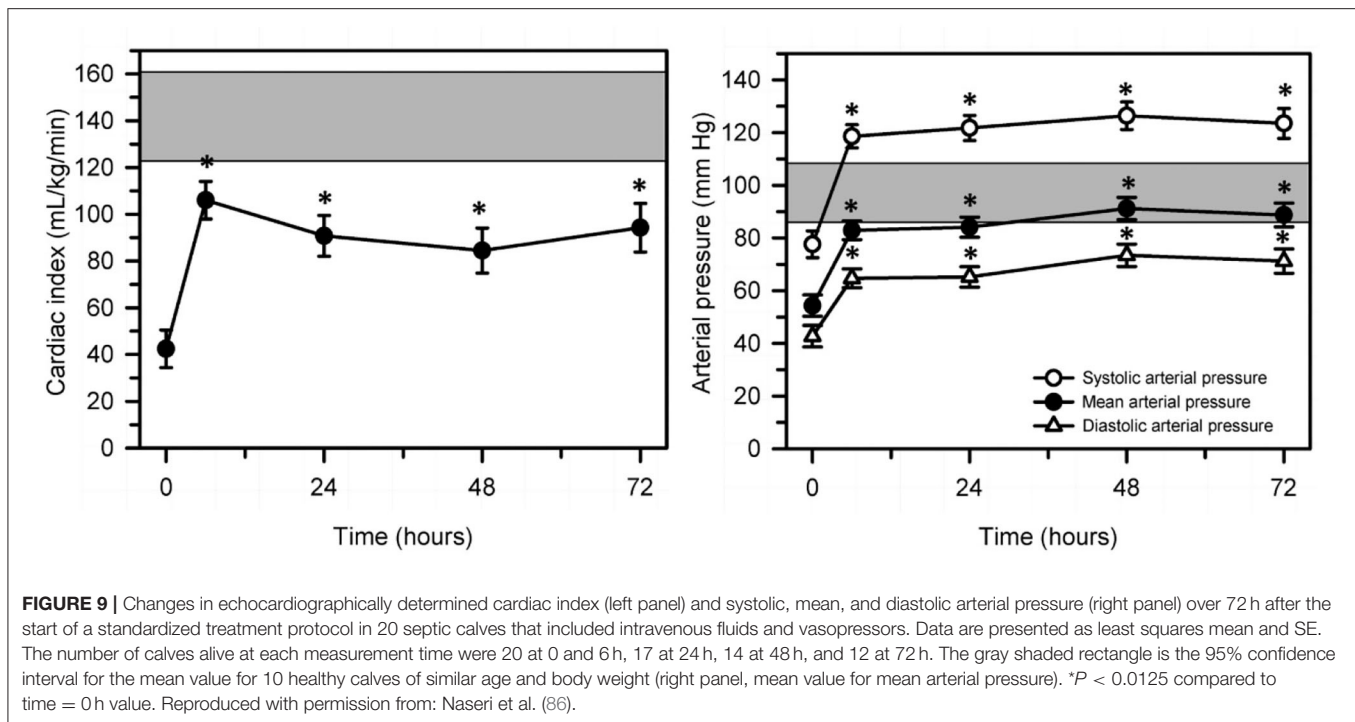 160
140
120
100
80
60
40
20
0
Cardiac index (mL/kg/min)
*
*
*
*
0 24 48 72
Time (hours)
140
120
100
80
60
40
20
0
Arterial pressure (mm Hg)
* * * *
* * * *
* * * *
Systolic arterial pressure
Mean arterial pressure
Diastolic arterial pressure
0 24 48 72
Time (hours)
FIGURE 9 | Changes in echocardiographically determined cardiac index (left panel) and systolic, mean, and diastolic arterial pressure (right panel) over 72 h after the
start of a standardized treatment protocol in 20 septic calves that included intravenous fluids and vasopressors. Data are presented as least squares mean and SE.
The number of calves alive at each measurement time were 20 at 0 and 6 h, 17 at 24 h, 14 at 48 h, and 12 at 72 h. The gray shaded rectangle is the 95% confidence
interval for the mean value for 10 healthy calves of similar age and body weight (right panel, mean value for mean arterial pressure). *P < 0.0125 compared to
time = 0 h value. Reproduced with permission from: Naseri et al. (86).